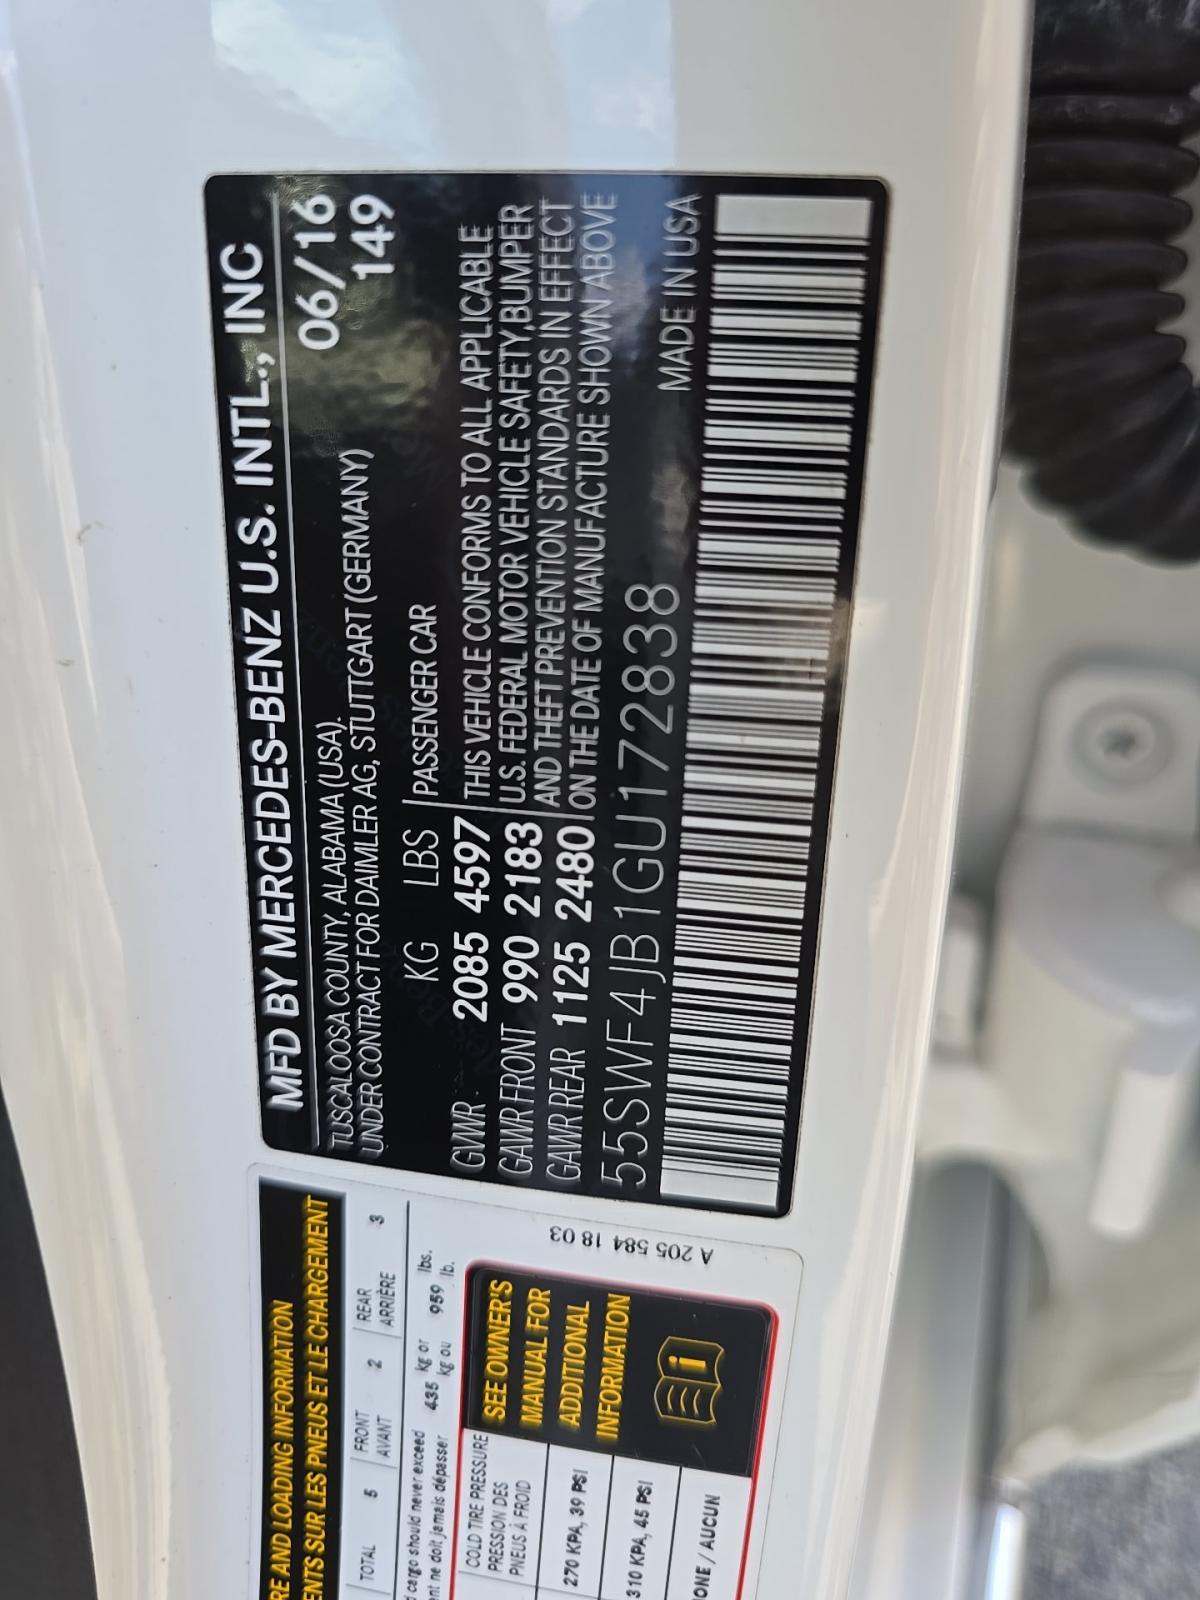 MFD BY MERCEDES-BENZ U.S. INTL., INC
TUSCALOOSA COUNTY, ALABAMA (USA). 06/16
UNDER CONTRACT FOR DAIMLER AG, STUTTGART (GERMANY) 149
KG LBS PASSENGER CAR
GVWR 2085 4597 THIS VEHICLE CONFORMS TO ALL APPLICABLE
GAWR FRONT 990 2183 U.S. FEDERAL MOTOR VEHICLE SAFETY,BUMPER
GAWR REAR 1125 2480 AND THEFT PREVENTION STANDARDS IN EFFECT
ON THE DATE OF MANUFACTURE SHOWN ABOVE
55SWF4JB1GU172838 MADE IN USA
A 205 584 18 03
AND LOADING INFORMATION
SUR LES PNEUS ET LE CHARGEMENT
TOTAL 5 FRONT 2 REAR 3
AVANT ARRIÈRE
cargo should never exceed 435 kg or 959 lbs.
ne doit jamais dépasser kg ou lb.
COLD TIRE PRESSURE
PRESSION DES
PNEUS À FROID
270 KPA, 39 PSI
310 KPA, 45 PSI
/ AUCUN
SEE OWNER'S
MANUAL FOR
ADDITIONAL
INFORMATION